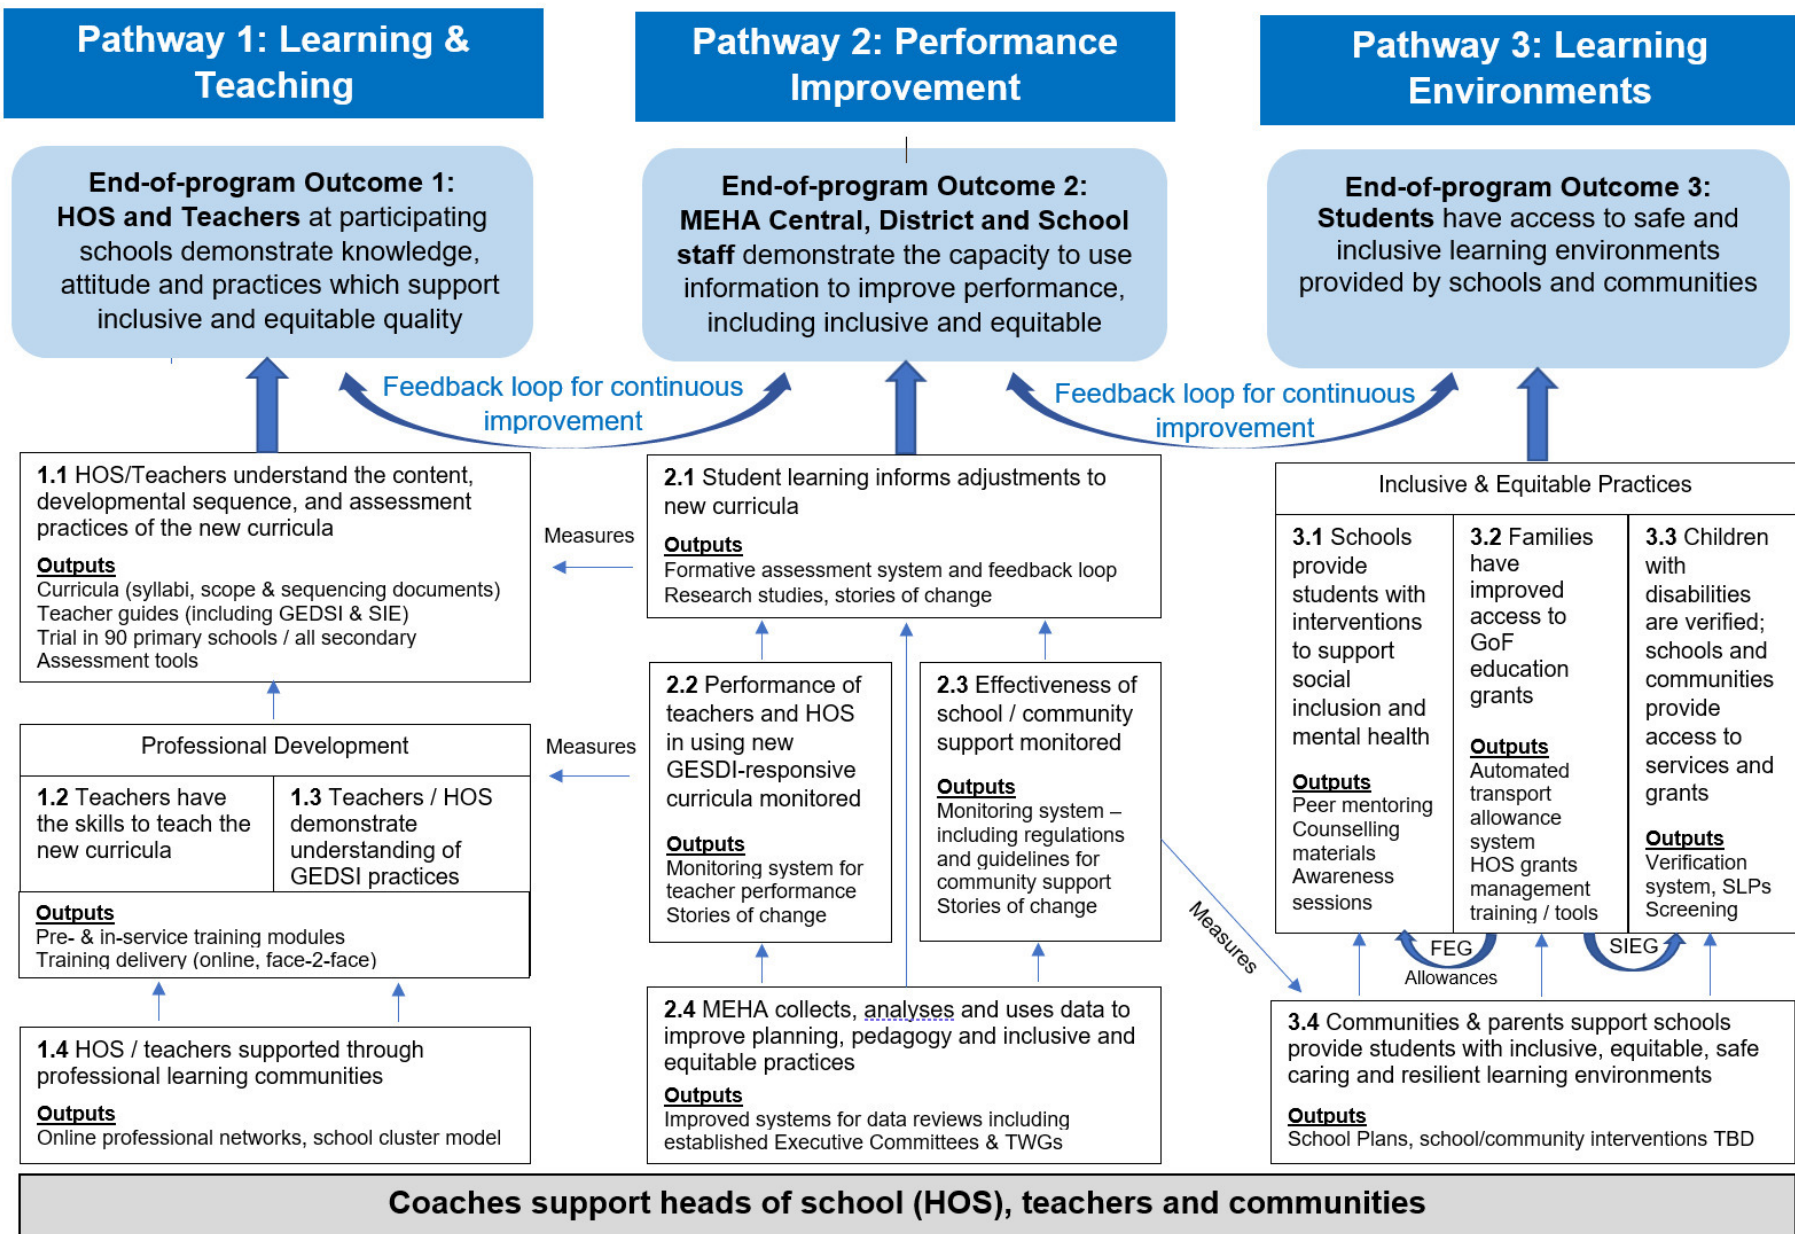 Pathway 1: Learning &
Teaching
Pathway 2: Performance
Improvement
Pathway 3: Learning
Environments
End-of-program Outcome 1:
HOS and Teachers at participating
schools demonstrate knowledge,
attitude and practices which support
inclusive and equitable quality
End-of-program Outcome 2:
MEHA Central, District and School
staff demonstrate the capacity to use
information to improve performance,
including inclusive and equitable
End-of-program Outcome 3:
Students have access to safe and
inclusive learning environments
provided by schools and communities
Feedback loop for continuous
improvement
Feedback loop for continuous
improvement
1.1 HOS/Teachers understand the content,
developmental sequence, and assessment
practices of the new curricula
Outputs
Curricula (syllabi, scope & sequencing documents)
Teacher guides (including GEDSI & SIE)
Trial in 90 primary schools / all secondary
Assessment tools
Professional Development
1.2 Teachers have
the skills to teach the
new curricula
1.3 Teachers / HOS
demonstrate
understanding of
GEDSI practices
Outputs
Pre- & in-service training modules
Training delivery (online, face-2-face)
1.4 HOS / teachers supported through
professional learning communities
Outputs
Online professional networks, school cluster model
Measures
Measures
2.1 Student learning informs adjustments to
new curricula
Outputs
Formative assessment system and feedback loop
Research studies, stories of change
2.2 Performance of
teachers and HOS
in using new
GESDI-responsive
curricula monitored
Outputs
Monitoring system for
teacher performance
Stories of change
2.3 Effectiveness of
school / community
support monitored
Outputs
Monitoring system –
including regulations
and guidelines for
community support
Stories of change
2.4 MEHA collects, analyses and uses data to
improve planning, pedagogy and inclusive and
equitable practices
Outputs
Improved systems for data reviews including
established Executive Committees & TWGs
Measures
Inclusive & Equitable Practices
3.1 Schools
provide
students with
interventions
to support
social
inclusion and
mental health
Outputs
Peer mentoring
Counselling
materials
Awareness
sessions
3.2 Families
have
improved
access to
GoF
education
grants
Outputs
Automated
transport
allowance
system
HOS grants
management
training / tools
3.3 Children
with
disabilities
are verified;
schools and
communities
provide
access to
services and
grants
Outputs
Verification
system, SLPs
Screening
FEG
Allowances
SIEG
3.4 Communities & parents support schools
provide students with inclusive, equitable, safe
caring and resilient learning environments
Outputs
School Plans, school/community interventions TBD
Coaches support heads of school (HOS), teachers and communities